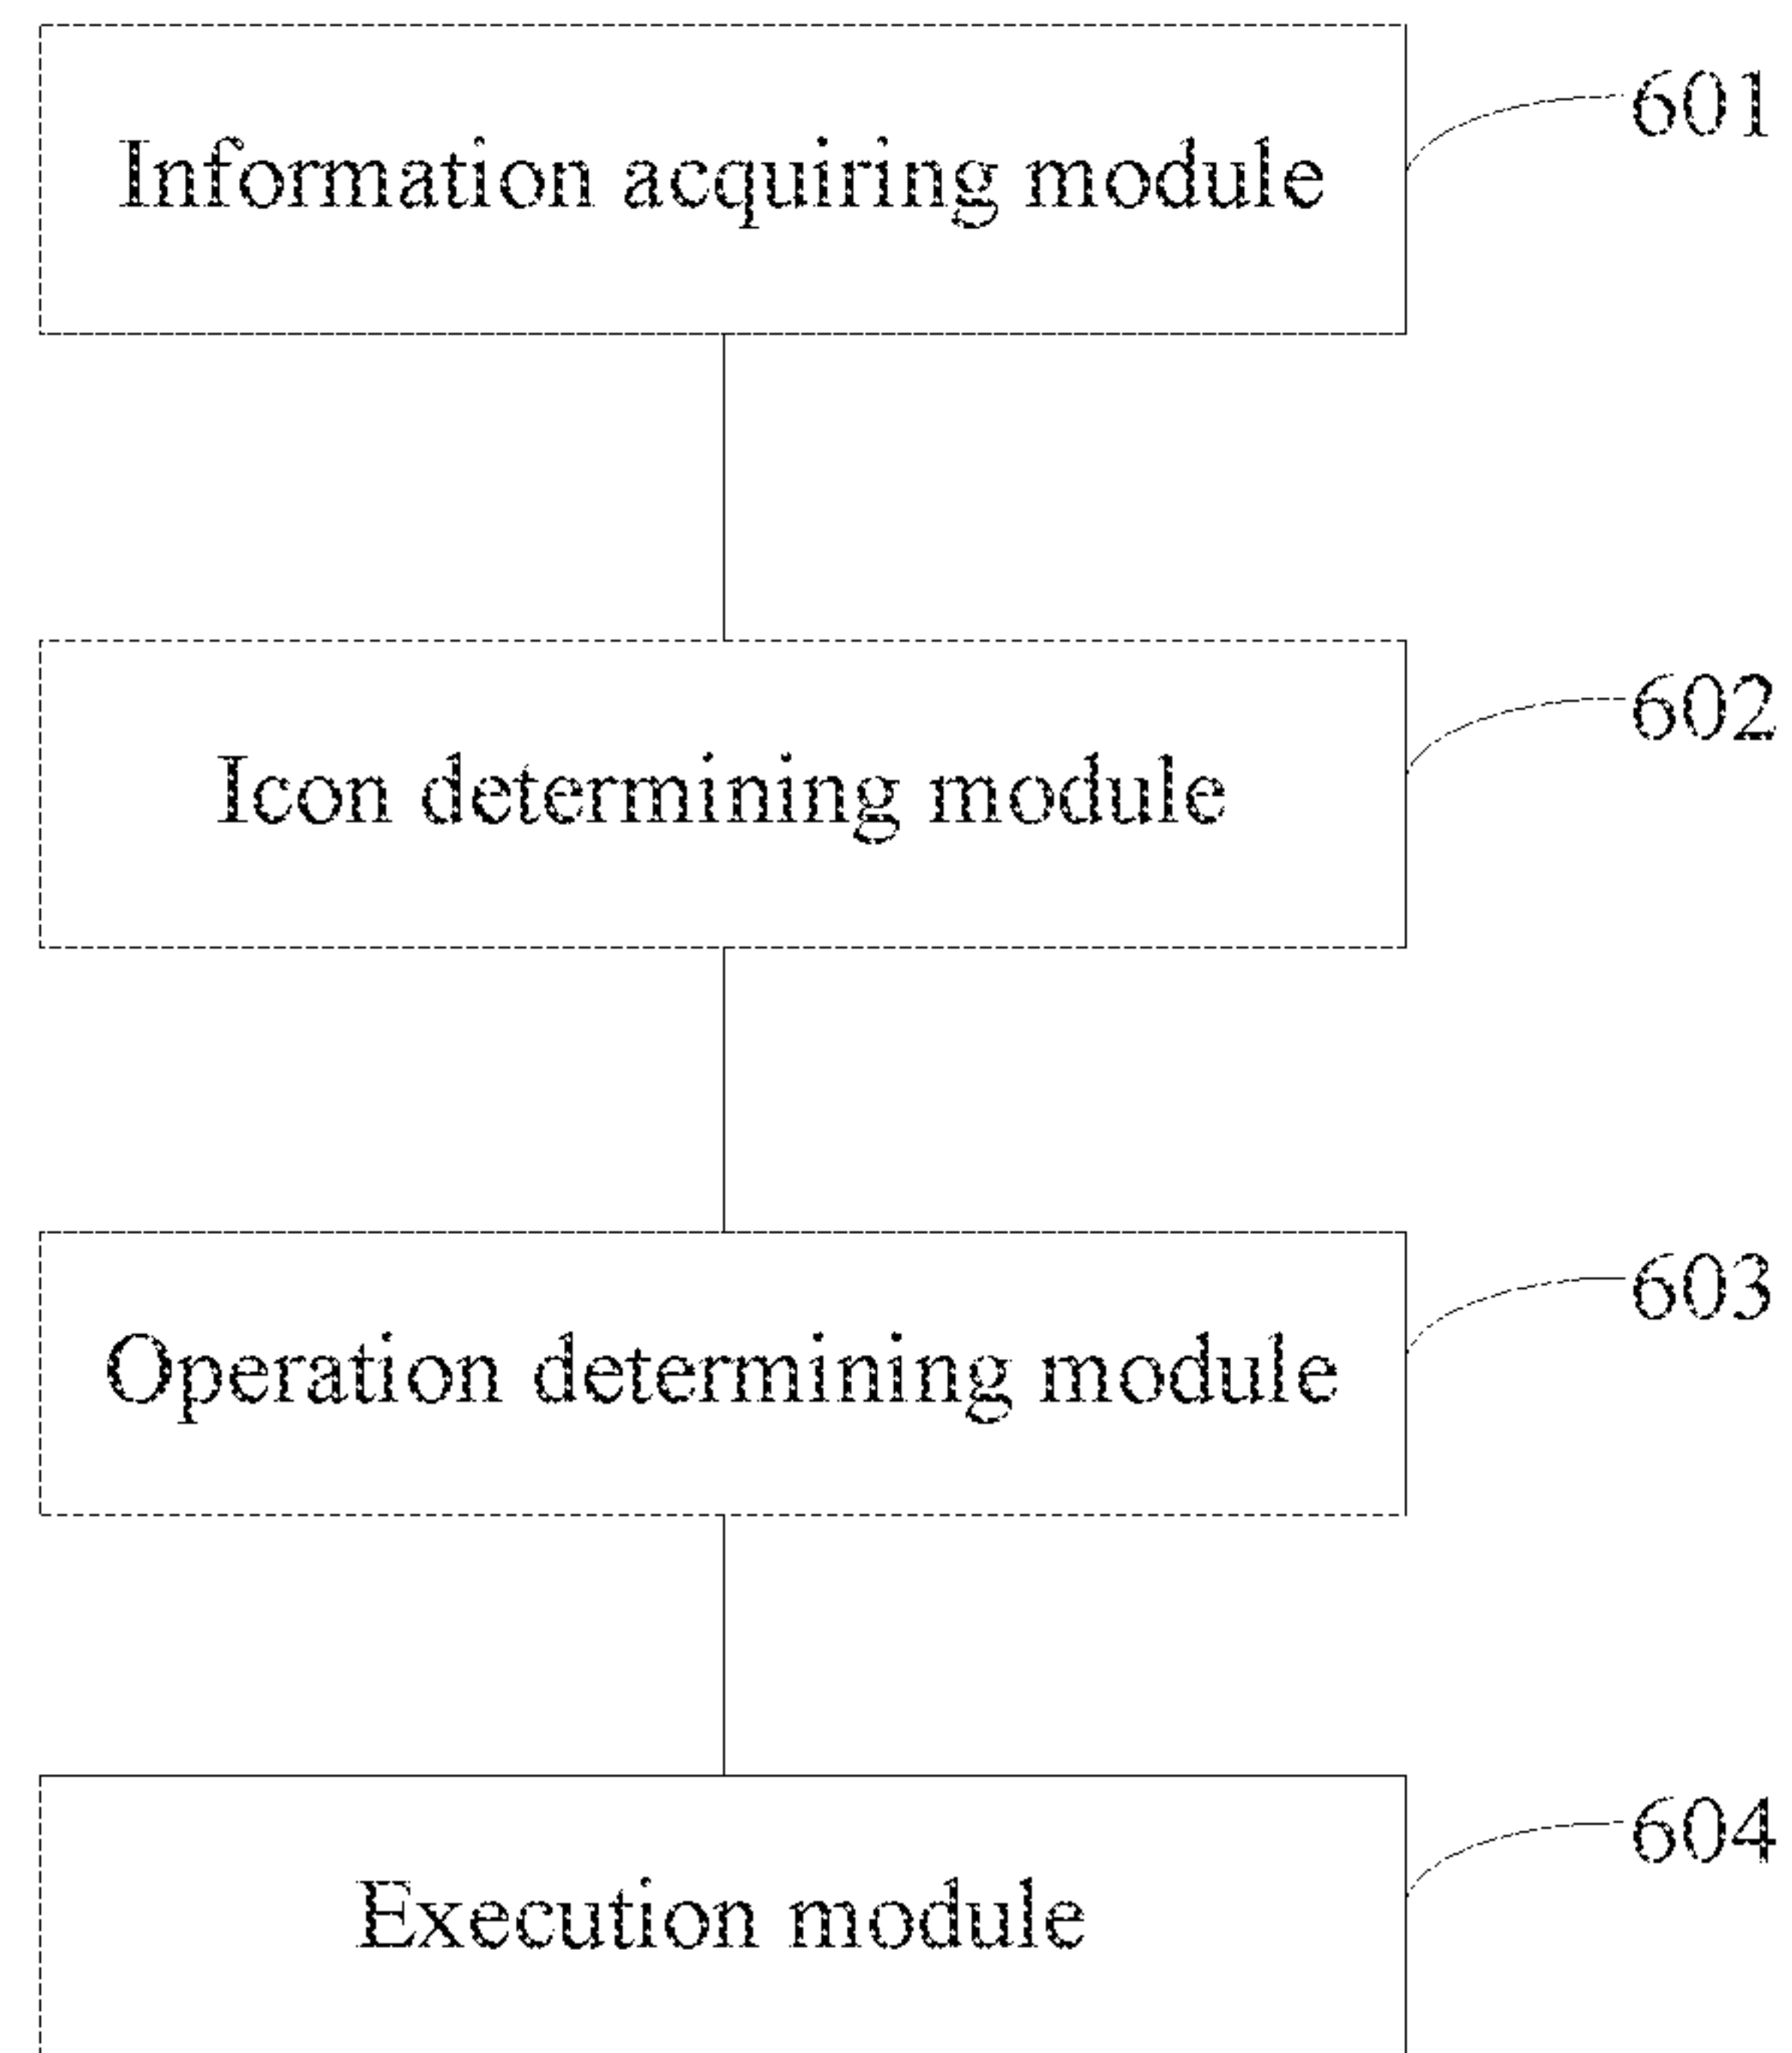 601
Information acquiring module
602
Icon determining module
603
Operation determining module
604
Execution module